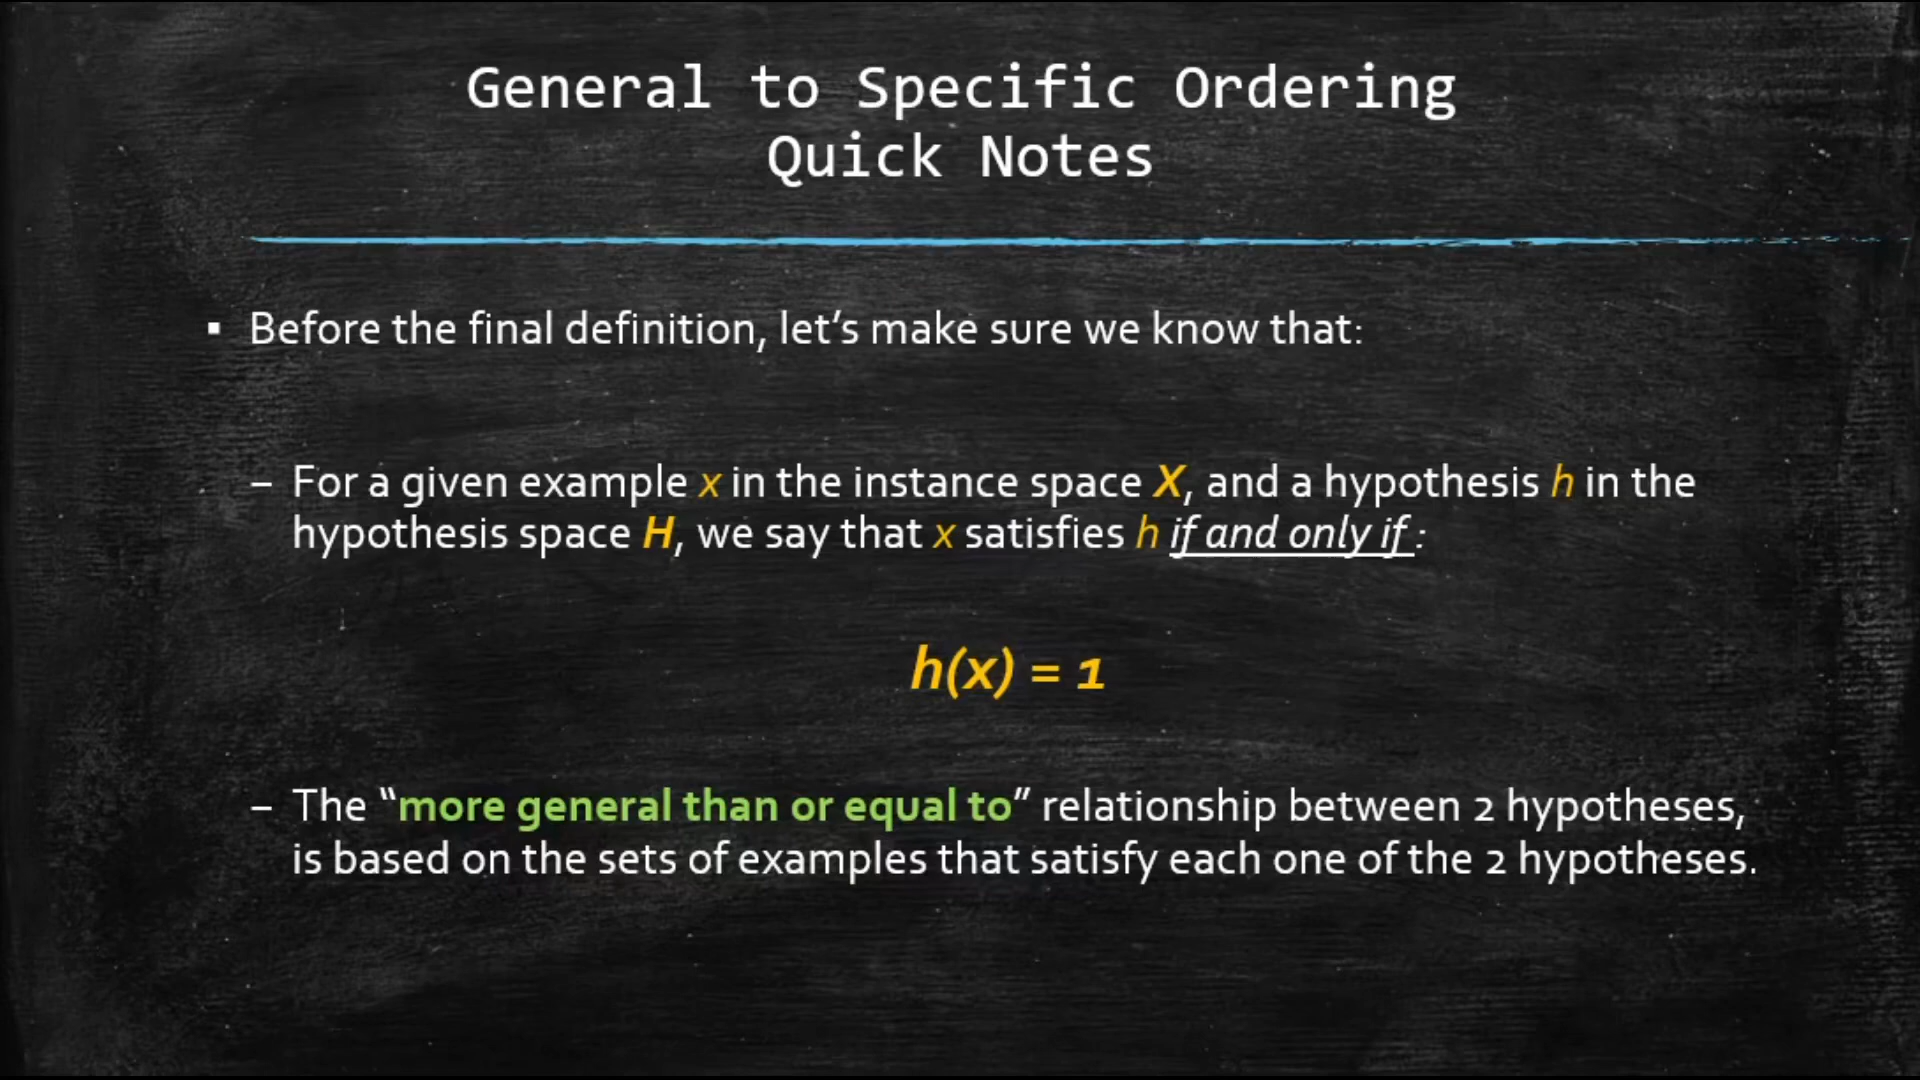 General to Specific Ordering
Quick Notes
▪ Before the final definition, let’s make sure we know that:
– For a given example x in the instance space X, and a hypothesis h in the
hypothesis space H, we say that x satisfies h if and only if :
h(x) = 1
– The “more general than or equal to” relationship between 2 hypotheses,
is based on the sets of examples that satisfy each one of the 2 hypotheses.